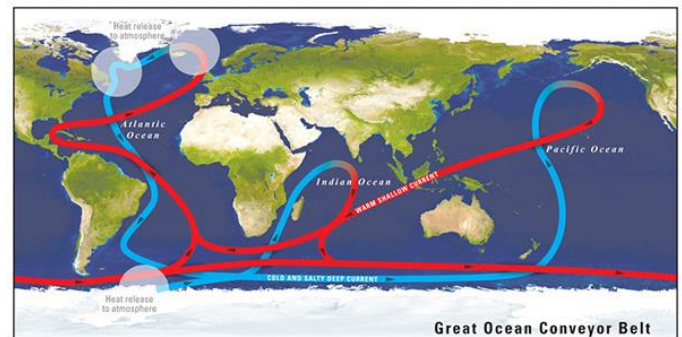 Heat release
to atmosphere
Atlantic
Ocean
Indian Ocean
Pacific Ocean
WARM SHALLOW CURRENT
COLD AND SALTY DEEP CURRENT
Heat release
to atmosphere
Great Ocean Conveyor Belt